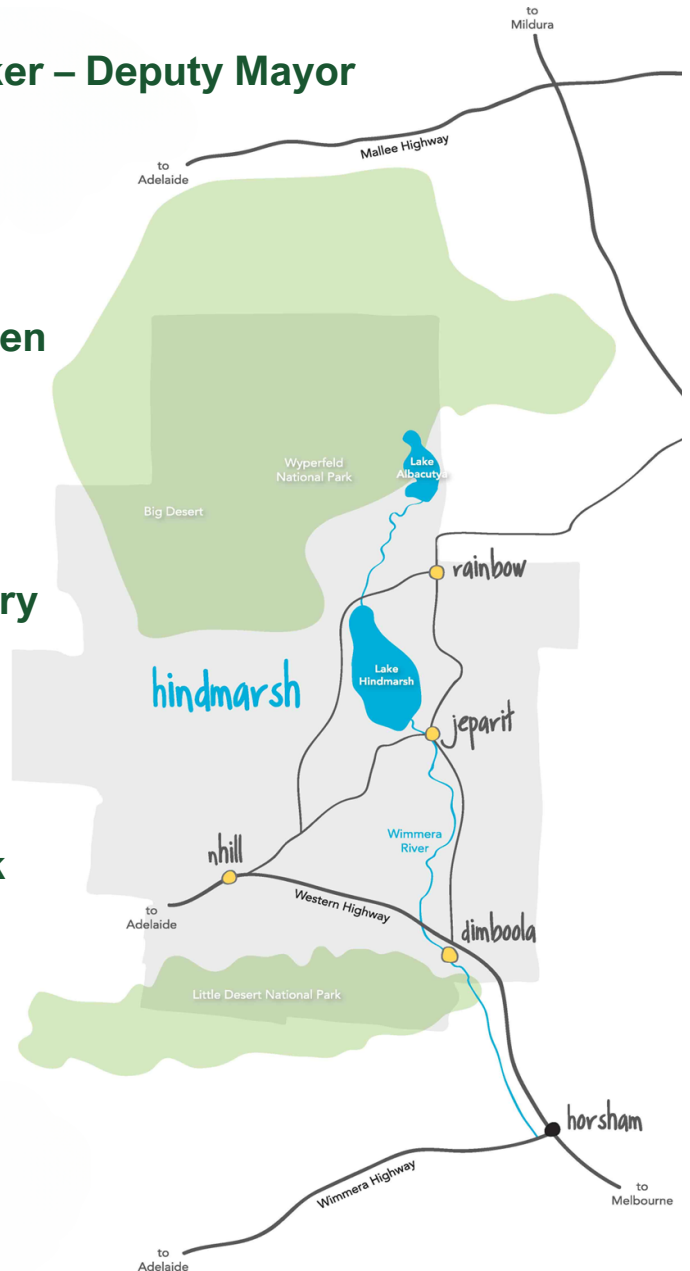 to
Mildura
ker – Deputy Mayor
Mallee Highway
to
Adelaide
en
Lake
Albacutya
Wyperfeld
National Park
Big Desert
rainbow
ry
Lake
Hindmarsh
hindmarsh
jeparit
Wimmera
River
nhill
k
Western Highway
to
Adelaide
dimboola
Little Desert National Park
horsham
Wimmera Highway
to
Melbourne
to
Adelaide